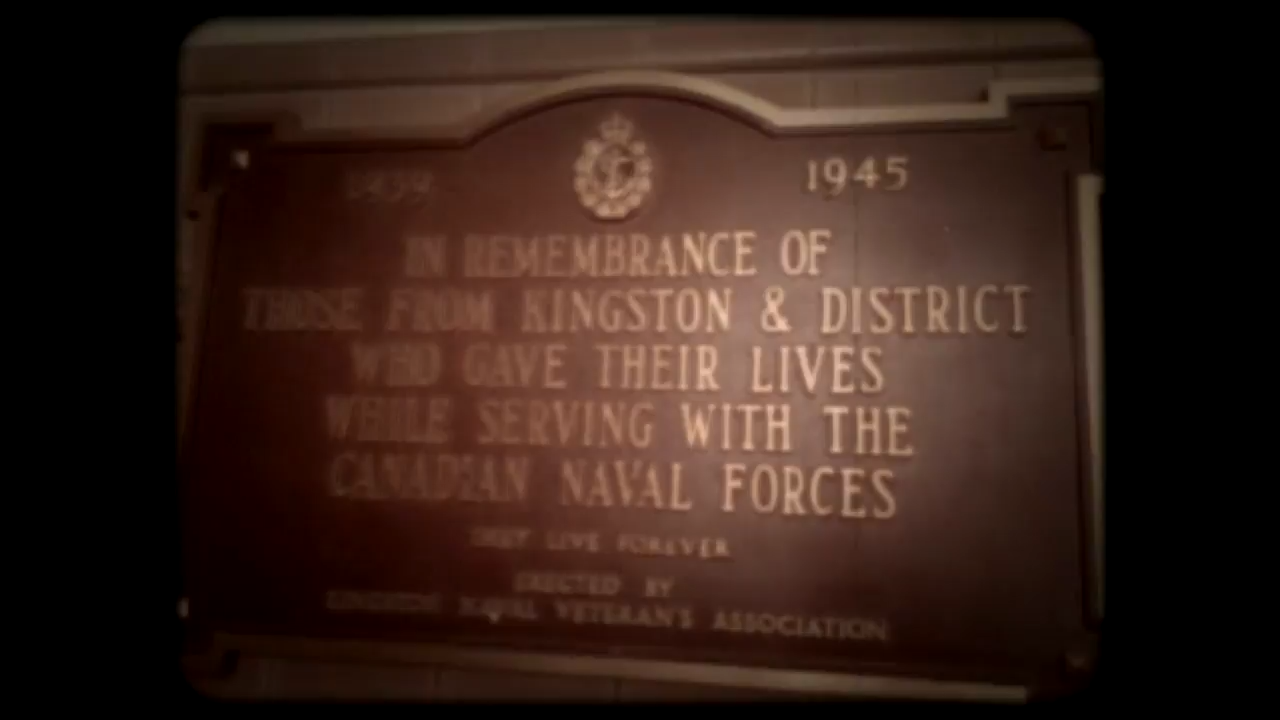 1939 1945
IN REMEMBRANCE OF
THOSE FROM KINGSTON & DISTRICT
WHO GAVE THEIR LIVES
WHILE SERVING WITH THE
CANADIAN NAVAL FORCES
THEY LIVE FOREVER
ERECTED BY
KINGSTON NAVAL VETERAN'S ASSOCIATION